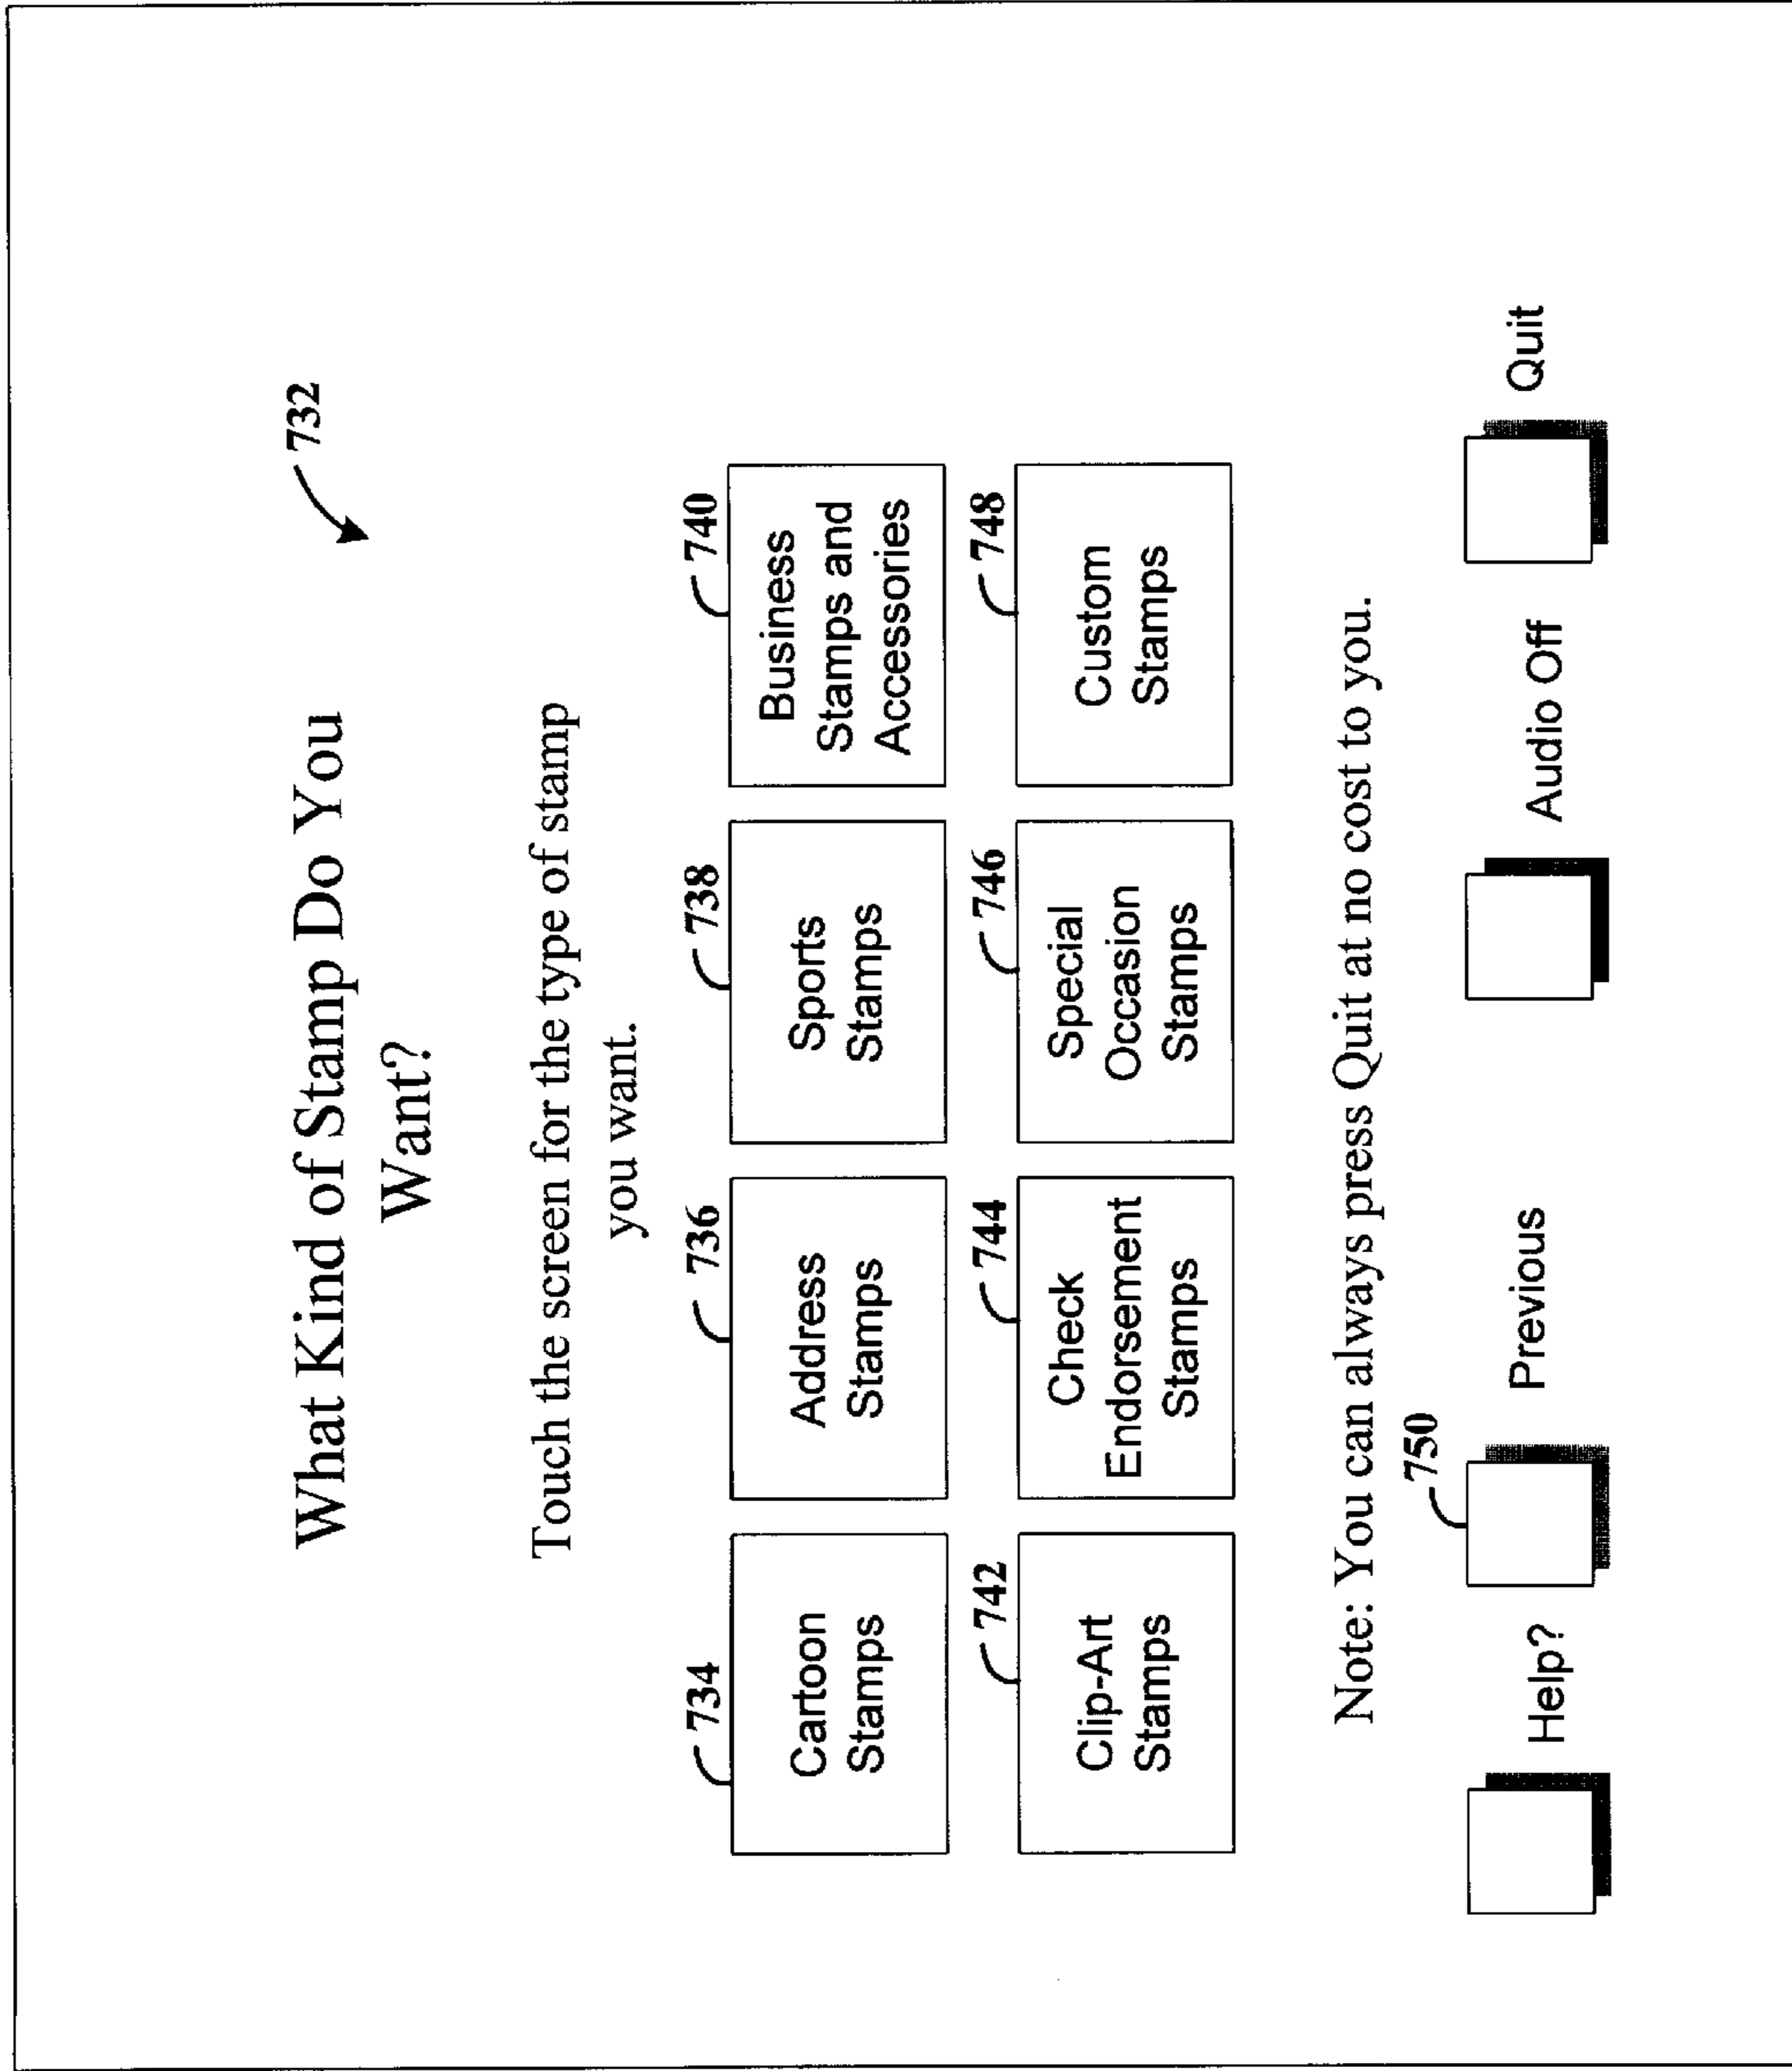 732
What Kind of Stamp Do You
Want?
Touch the screen for the type of stamp
you want.
734
Cartoon
Stamps
736
Address
Stamps
738
Sports
Stamps
740
Business
Stamps and
Accessories
742
Clip-Art
Stamps
744
Check
Endorsement
Stamps
746
Special
Occasion
Stamps
748
Custom
Stamps
Note: You can always press Quit at no cost to you.
750
Help?
Previous
Audio Off
Quit